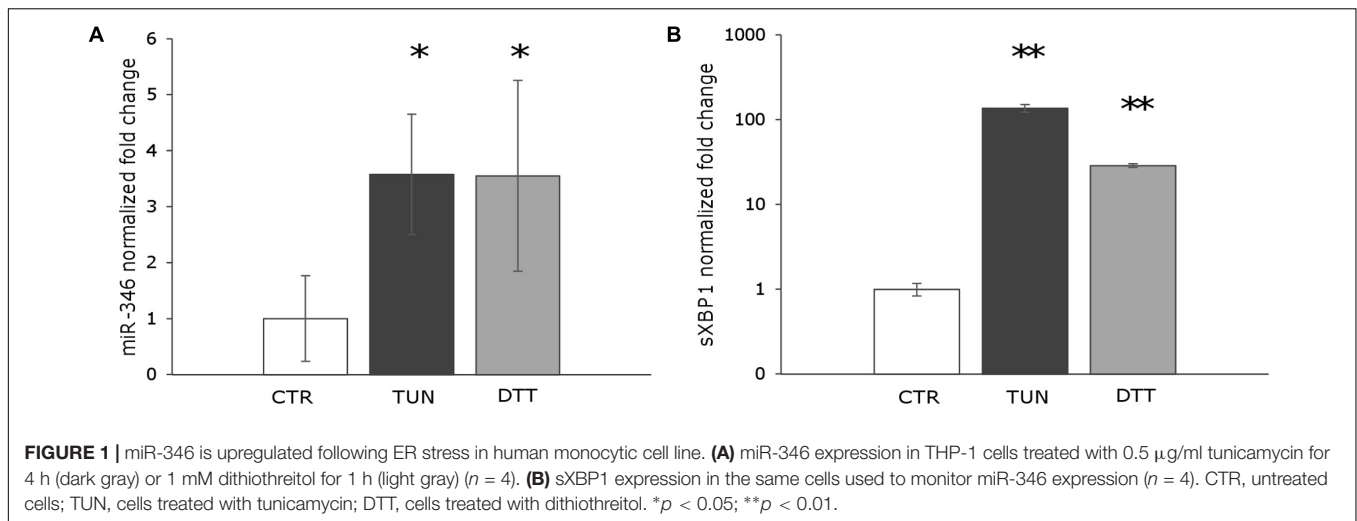 A
miR-346 normalized fold change
6
5
4
3
2
1
0
*
*
CTR TUN DTT
B
sXBP1 normalized fold change
1000
100
10
1
0
**
**
CTR TUN DTT
FIGURE 1 | miR-346 is upregulated following ER stress in human monocytic cell line. (A) miR-346 expression in THP-1 cells treated with 0.5 μg/ml tunicamycin for
4 h (dark gray) or 1 mM dithiothreitol for 1 h (light gray) (n = 4). (B) sXBP1 expression in the same cells used to monitor miR-346 expression (n = 4). CTR, untreated
cells; TUN, cells treated with tunicamycin; DTT, cells treated with dithiothreitol. *p < 0.05; **p < 0.01.